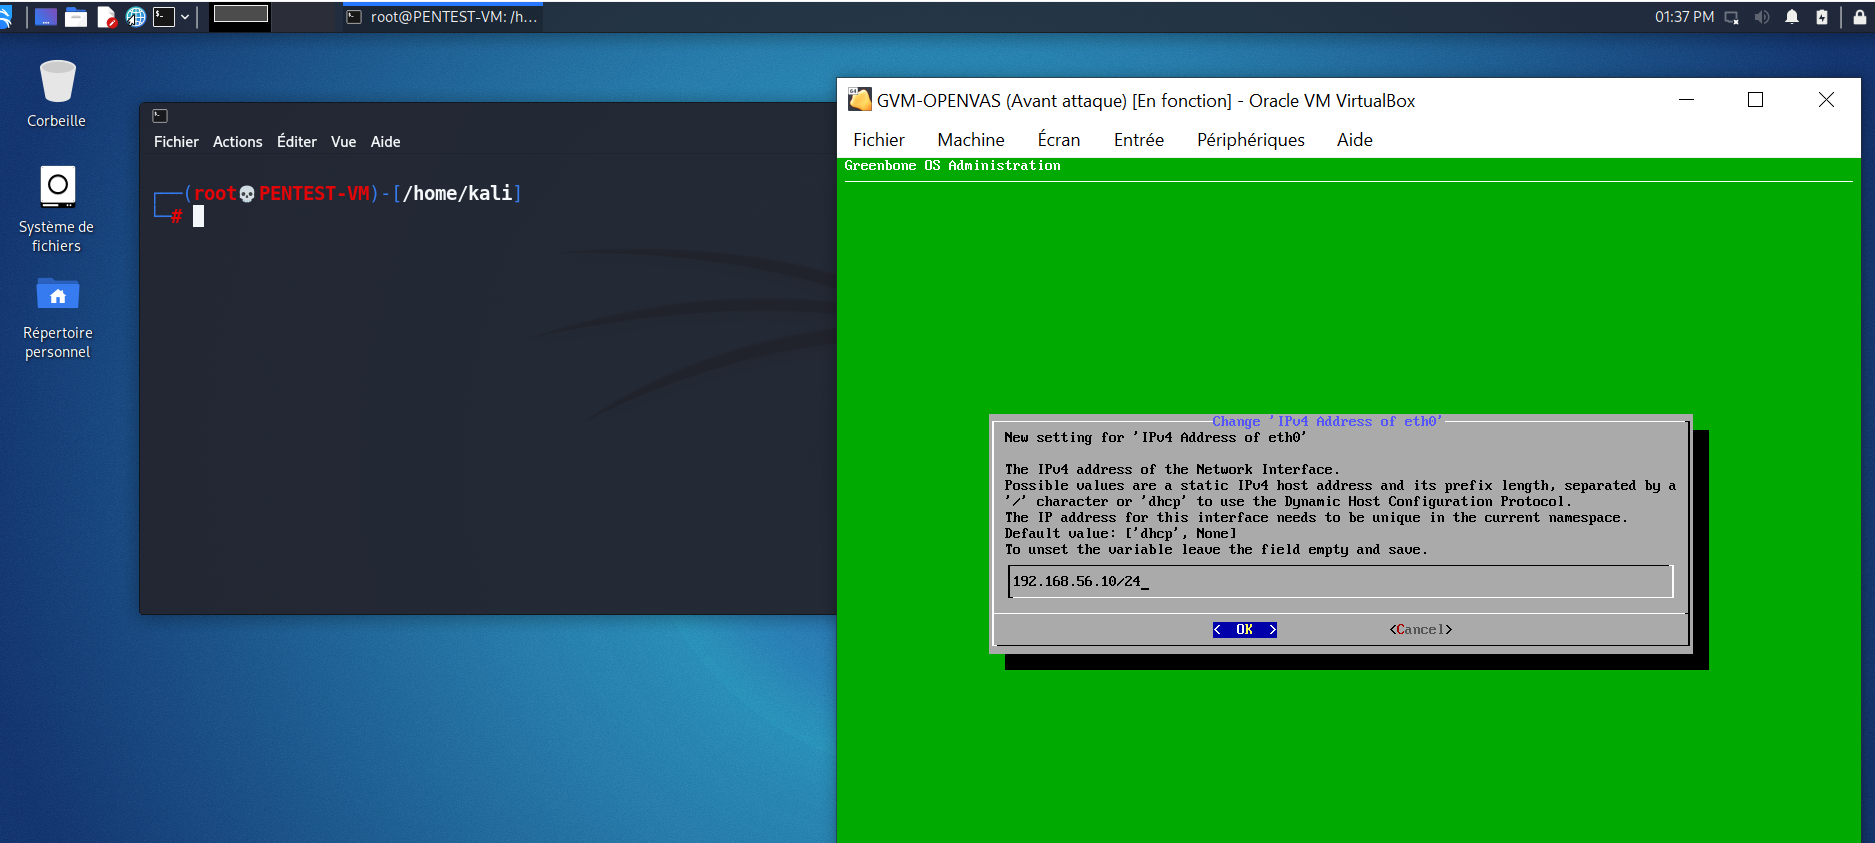 root@PENTEST-VM: /h...
01:37 PM
Corbeille
Système de
fichiers
Répertoire
personnel
Fichier Actions Éditer Vue Aide
(root💀PENTEST-VM)-[/home/kali]
#
GVM-OPENVAS (Avant attaque) [En fonction] - Oracle VM VirtualBox
Fichier Machine Écran Entrée Périphériques Aide
Greenbone OS Administration
Change 'IPv4 Address of eth0'
New setting for 'IPv4 Address of eth0'
The IPv4 address of the Network Interface.
Possible values are a static IPv4 host address and its prefix length, separated by a
'/' character or 'dhcp' to use the Dynamic Host Configuration Protocol.
The IP address for this interface needs to be unique in the current namespace.
Default value: ['dhcp', None]
To unset the variable leave the field empty and save.
192.168.56.10/24_
< OK > <Cancel>